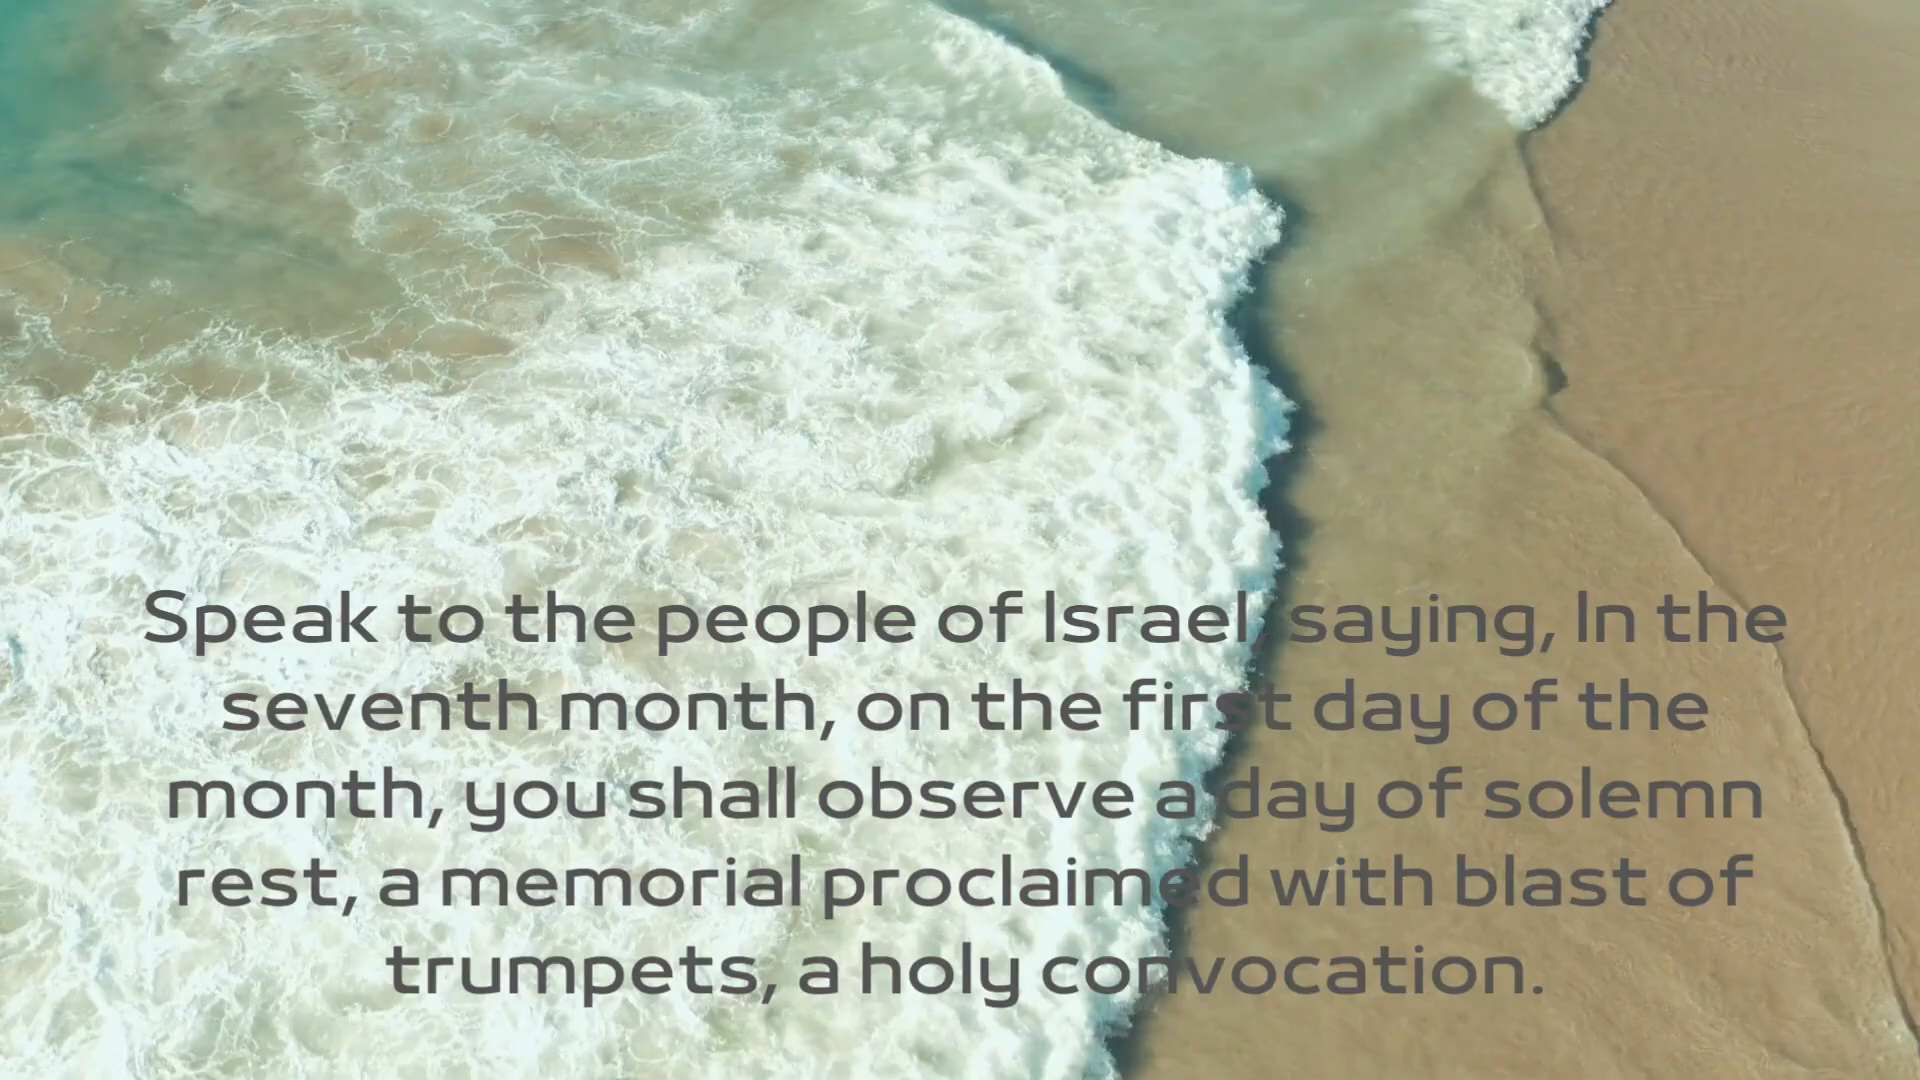 Speak to the people of Israel, saying, In the
seventh month, on the first day of the
month, you shall observe a day of solemn
rest, a memorial proclaimed with blast of
trumpets, a holy convocation.